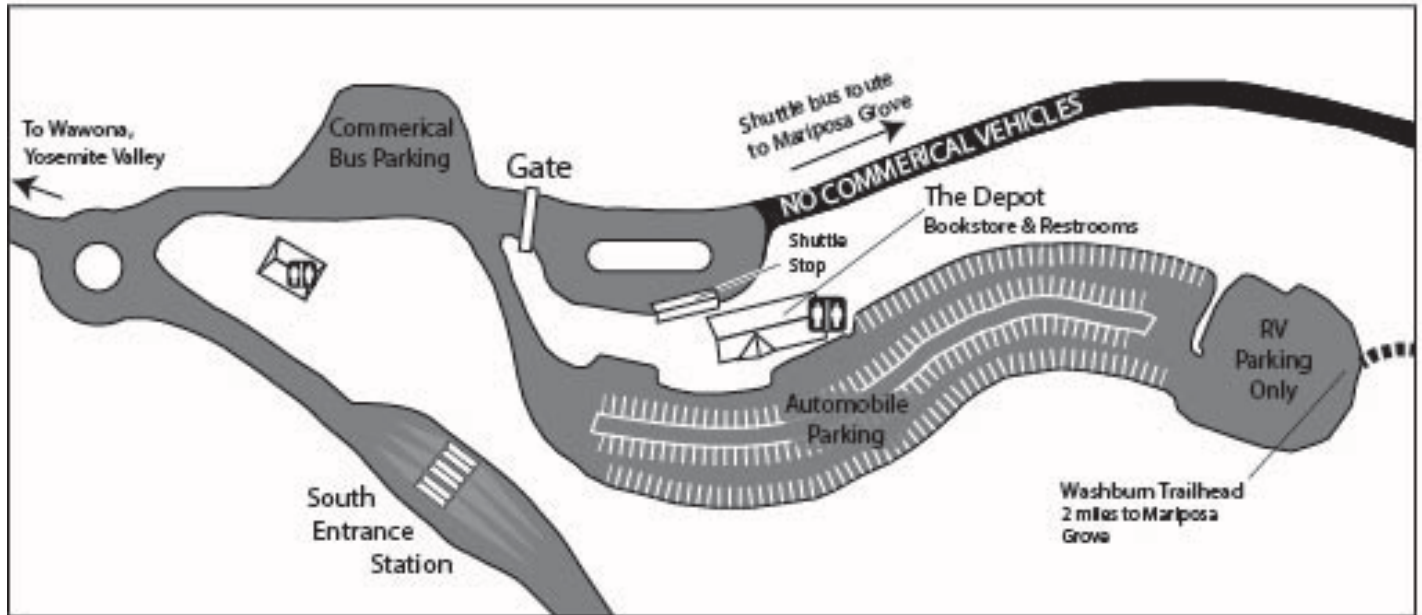 To Wawona,
Yosemite Valley
Commerical
Bus Parking
Gate
Shuttle bus route
to Mariposa Grove
NO COMMERICAL VEHICLES
The Depot
Bookstore & Restrooms
Shuttle
Stop
RV
Parking
Only
Automobile
Parking
South
Entrance
Station
Washburn Trailhead
2 miles to Mariposa
Grove